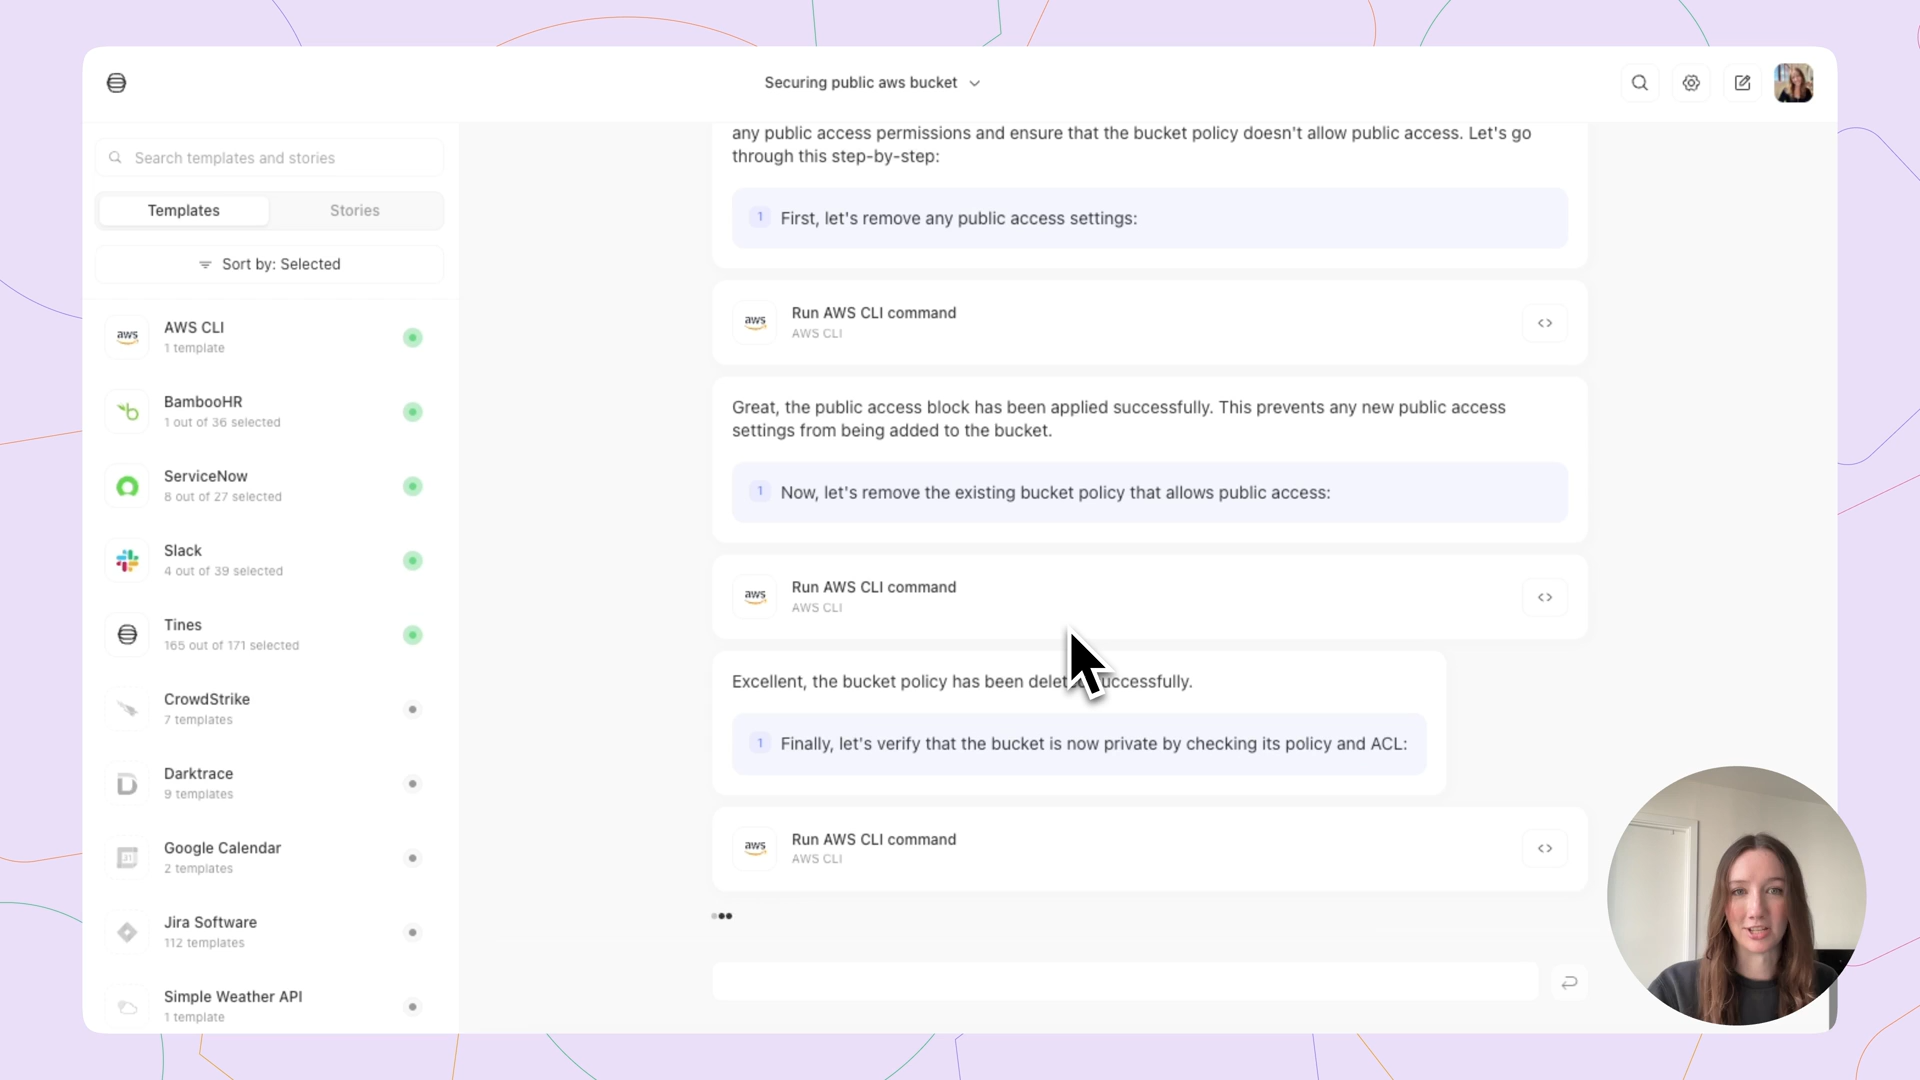 Securing public aws bucket
Search templates and stories
Templates
Stories
Sort by: Selected
aws
AWS CLI
1 template
BambooHR
1 out of 36 selected
ServiceNow
8 out of 27 selected
Slack
4 out of 39 selected
Tines
165 out of 171 selected
CrowdStrike
7 templates
Darktrace
9 templates
Google Calendar
2 templates
Jira Software
112 templates
Simple Weather API
1 template
any public access permissions and ensure that the bucket policy doesn't allow public access. Let's go
through this step-by-step:
1 First, let's remove any public access settings:
aws
Run AWS CLI command
AWS CLI
Great, the public access block has been applied successfully. This prevents any new public access
settings from being added to the bucket.
1 Now, let's remove the existing bucket policy that allows public access:
aws
Run AWS CLI command
AWS CLI
Excellent, the bucket policy has been
1 Finally, let's verify that the bucket is now private by checking its policy and ACL:
aws
Run AWS CLI command
AWS CLI